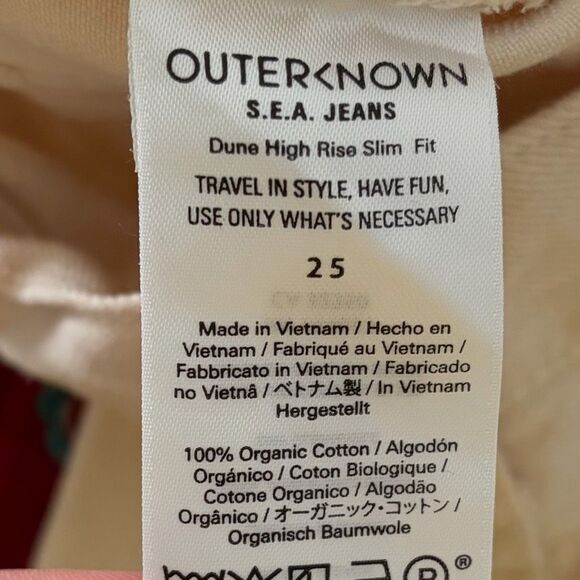 OUTERKNOWN
S.E.A. JEANS
Dune High Rise Slim Fit
TRAVEL IN STYLE, HAVE FUN,
USE ONLY WHAT'S NECESSARY
25
Made in Vietnam / Hecho en
Vietnam / Fabriqué au Vietnam /
Fabbricato in Vietnam / Fabricado
no Vietnâ / ベトナム製 / In Vietnam
Hergestellt
100% Organic Cotton / Algodón
Orgánico / Coton Biologique /
Cotone Organico / Algodão
Orgânico / オーガニック・コットン /
Organisch Baumwole
®